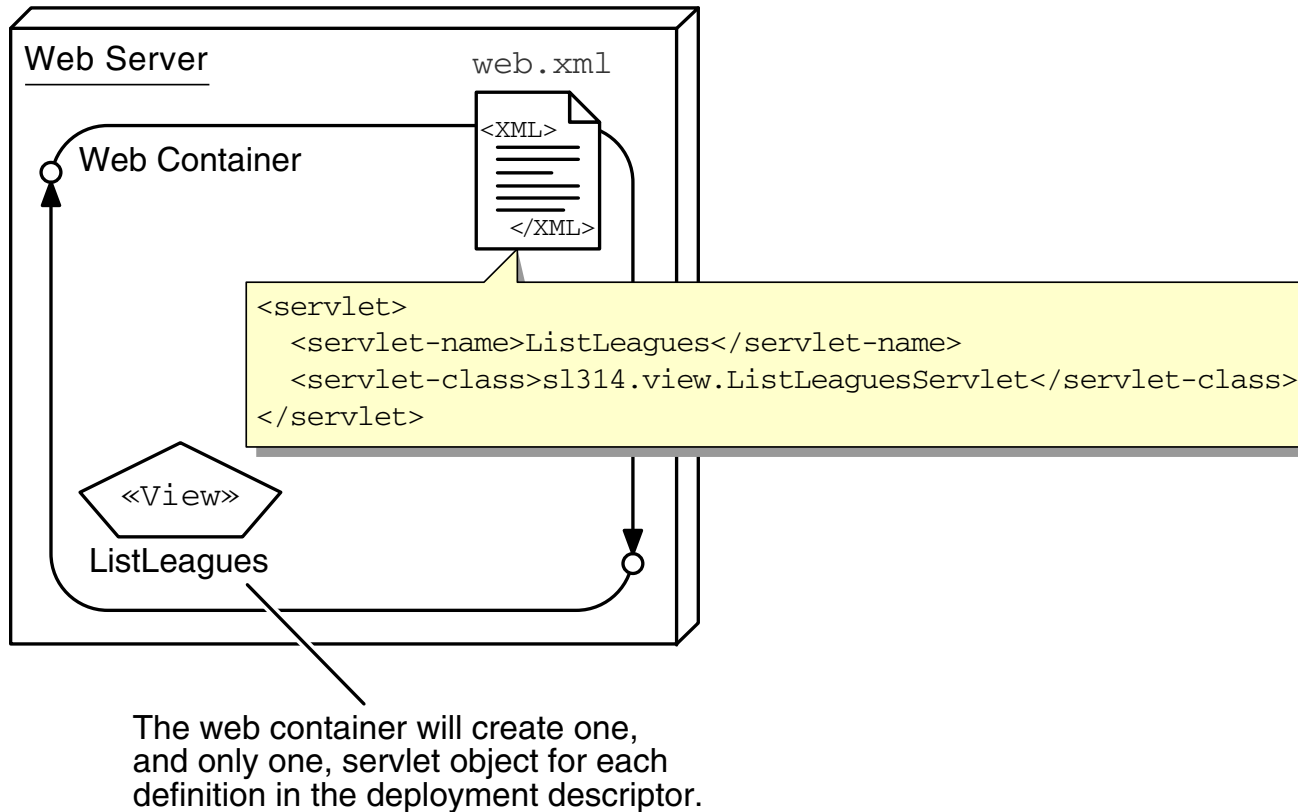 Web Server
web.xml
<XML>
Web Container
</XML>
<servlet>
  <servlet-name>ListLeagues</servlet-name>
  <servlet-class>sl314.view.ListLeaguesServlet</servlet-class>
</servlet>
«View»
ListLeagues
The web container will create one,
and only one, servlet object for each
definition in the deployment descriptor.